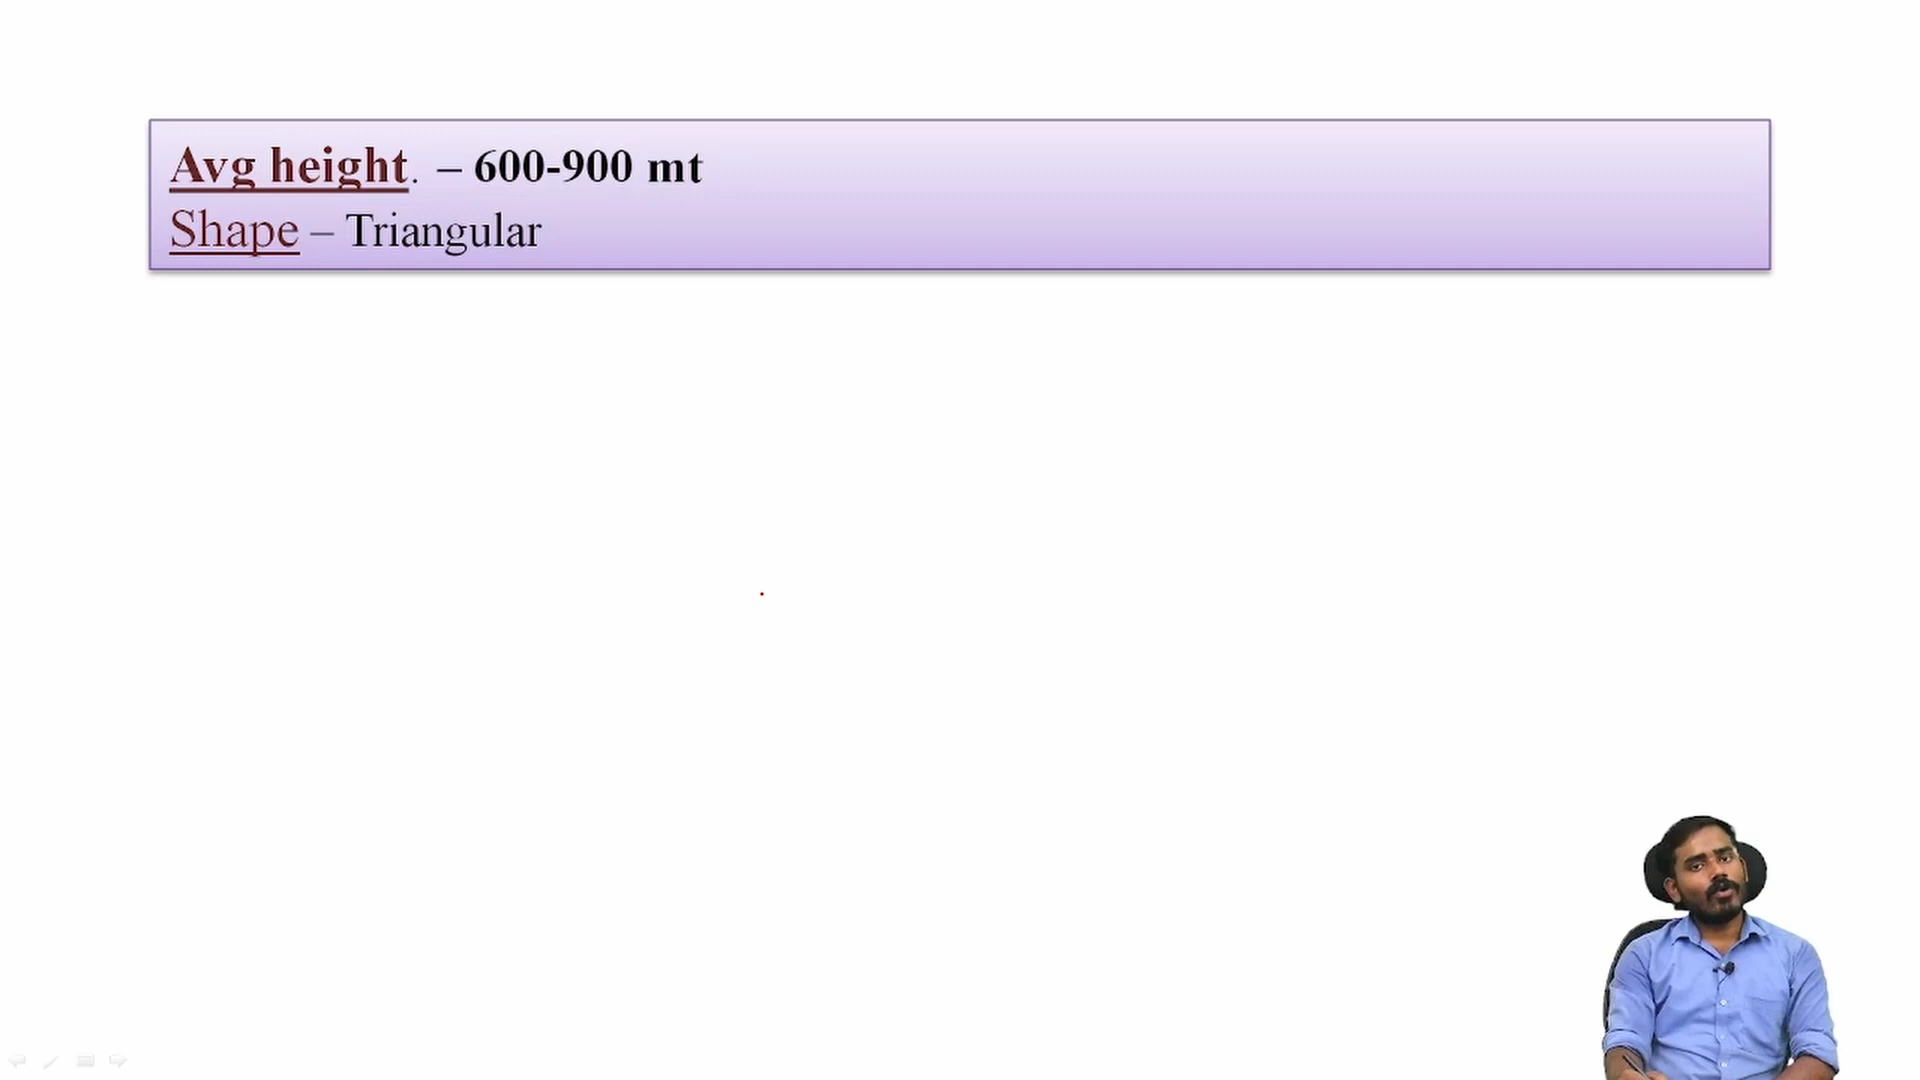 Avg height. – 600-900 mt
Shape – Triangular